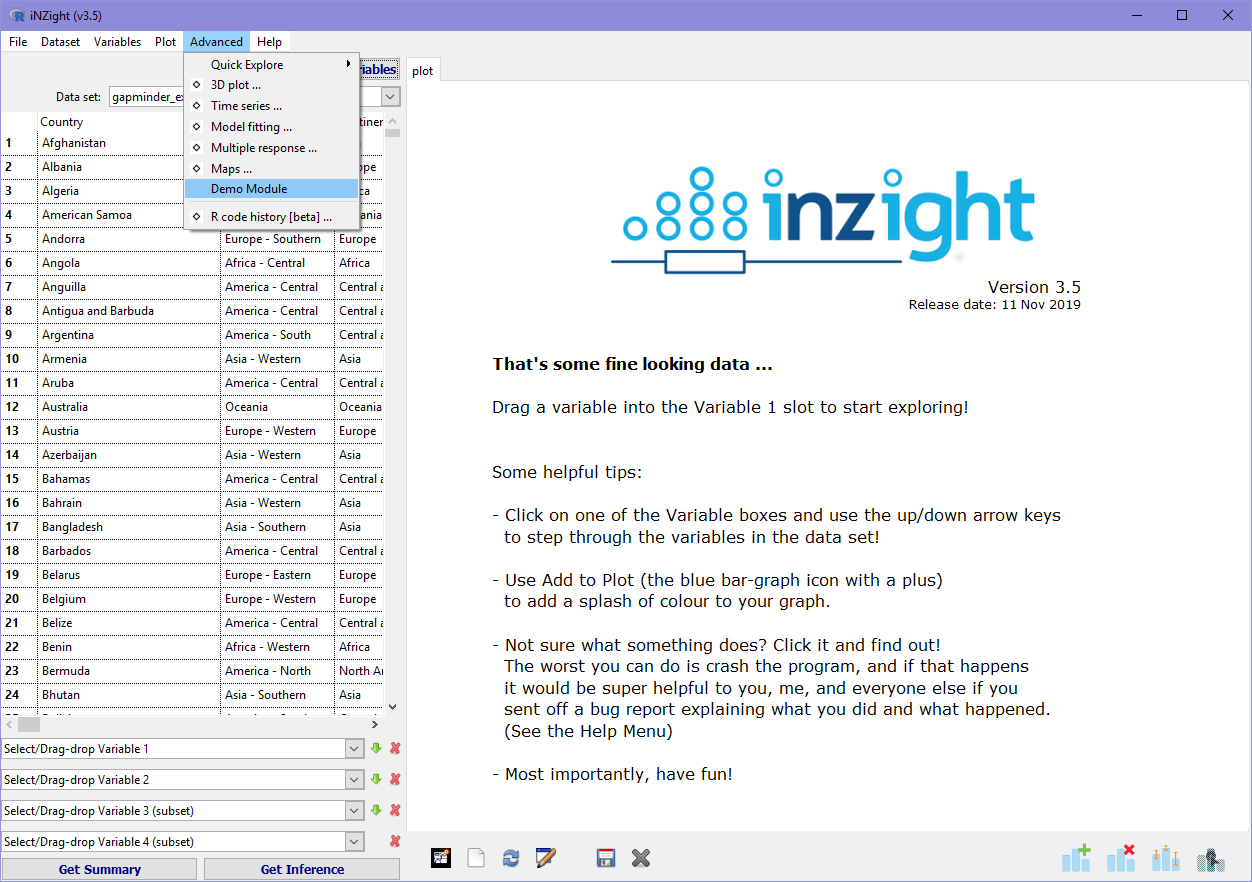 iNZight (v3.5)
File Dataset Variables Plot Advanced Help
Quick Explore
3D plot ...
Time series ...
Model fitting ...
Multiple response ...
Maps ...
Demo Module
R code history [beta] ...
plot
Data set: gapminder_ex
Country
1 Afghanistan
2 Albania
3 Algeria
4 American Samoa
5 Andorra Europe - Southern Europe
6 Angola Africa - Central Africa
7 Anguilla America - Central Central a
8 Antigua and Barbuda America - Central Central a
9 Argentina America - South Central a
10 Armenia Asia - Western Asia
11 Aruba America - Central Central a
12 Australia Oceania Oceania
13 Austria Europe - Western Europe
14 Azerbaijan Asia - Western Asia
15 Bahamas America - Central Central a
16 Bahrain Asia - Western Asia
17 Bangladesh Asia - Southern Asia
18 Barbados America - Central Central a
19 Belarus Europe - Eastern Europe
20 Belgium Europe - Western Europe
21 Belize America - Central Central a
22 Benin Africa - Western Africa
23 Bermuda America - North North Ar
24 Bhutan Asia - Southern Asia
Select/Drag-drop Variable 1
Select/Drag-drop Variable 2
Select/Drag-drop Variable 3 (subset)
Select/Drag-drop Variable 4 (subset)
Get Summary Get Inference
inzight
Version 3.5
Release date: 11 Nov 2019
That's some fine looking data ...
Drag a variable into the Variable 1 slot to start exploring!
Some helpful tips:
- Click on one of the Variable boxes and use the up/down arrow keys
to step through the variables in the data set!
- Use Add to Plot (the blue bar-graph icon with a plus)
to add a splash of colour to your graph.
- Not sure what something does? Click it and find out!
The worst you can do is crash the program, and if that happens
it would be super helpful to you, me, and everyone else if you
sent off a bug report explaining what you did and what happened.
(See the Help Menu)
- Most importantly, have fun!